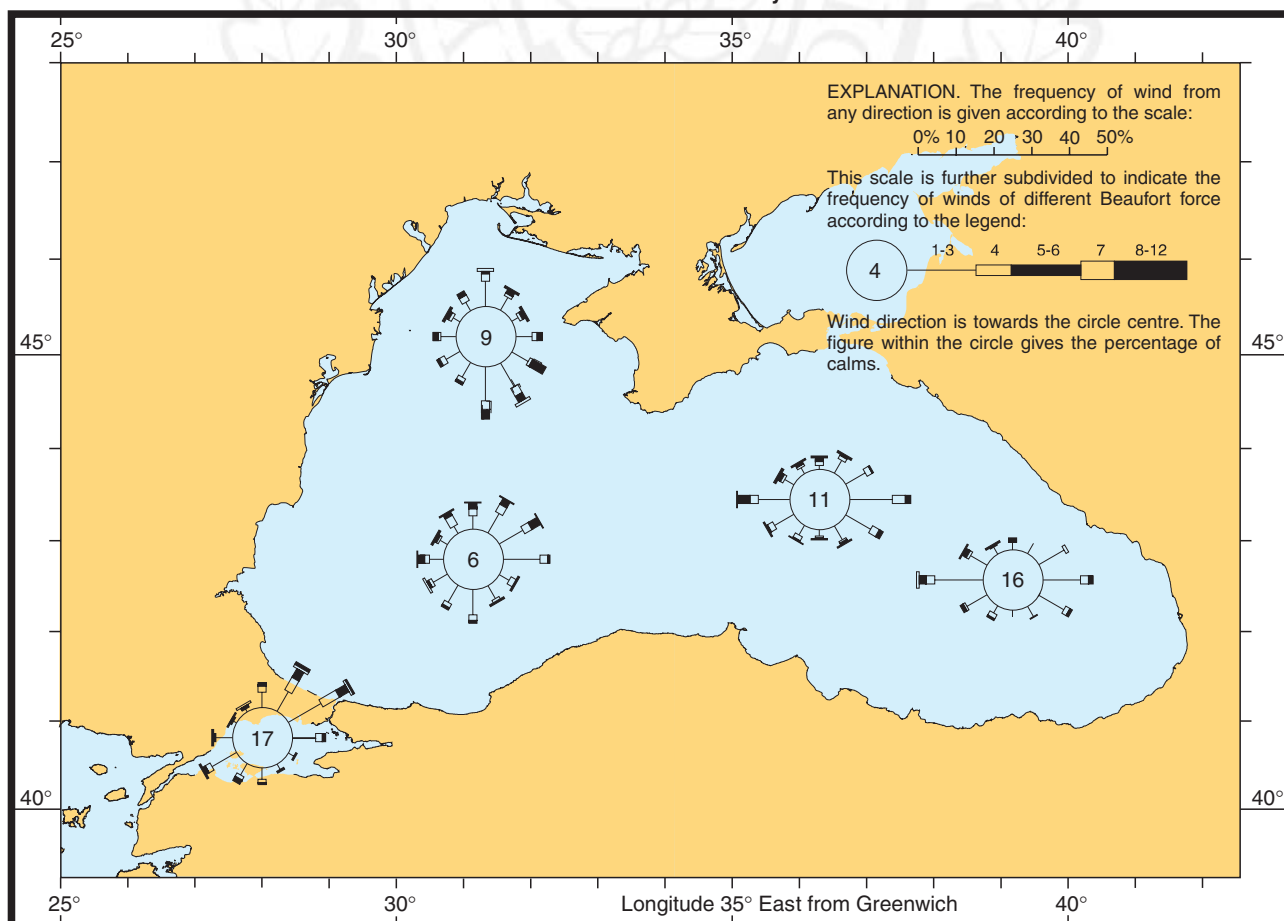 25° 30° 35° 40°
EXPLANATION. The frequency of wind from
any direction is given according to the scale:
0% 10 20 30 40 50%
This scale is further subdivided to indicate the
frequency of winds of different Beaufort force
according to the legend:
1-3 4 5-6 7 8-12
4
Wind direction is towards the circle centre. The
figure within the circle gives the percentage of
calms.
45° 45°
9
11
6
16
17
40° 40°
25° 30° Longitude 35° East from Greenwich 40°